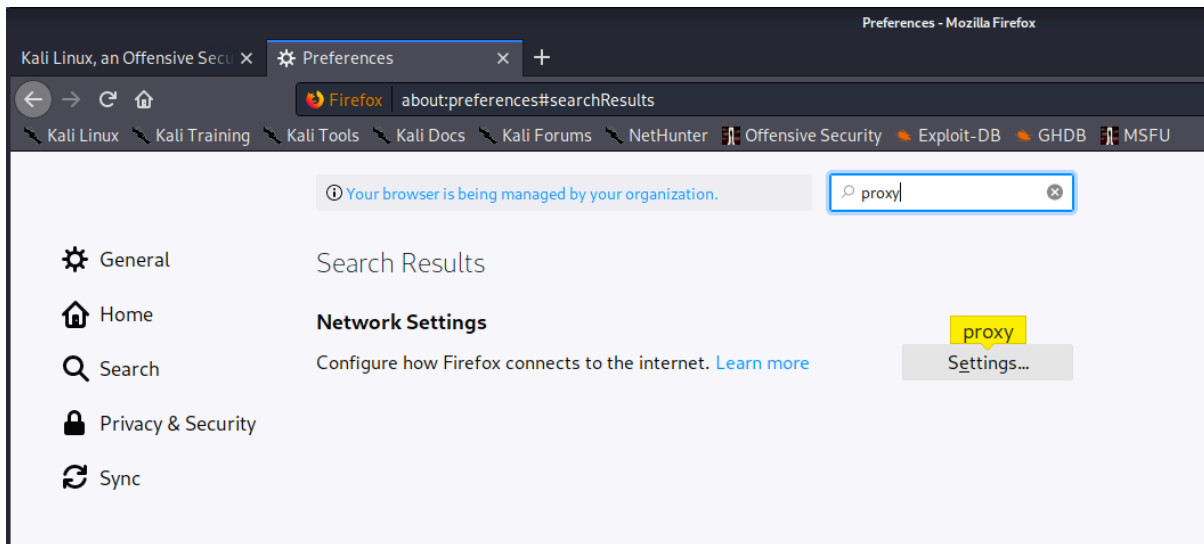 Preferences - Mozilla Firefox
Kali Linux, an Offensive Secu
Preferences
Firefox about:preferences#searchResults
Kali Linux Kali Training Kali Tools Kali Docs Kali Forums NetHunter Offensive Security Exploit-DB GHDB MSFU
Your browser is being managed by your organization.
proxy
General
Search Results
Home
Network Settings
proxy
Search
Configure how Firefox connects to the internet. Learn more
Settings...
Privacy & Security
Sync